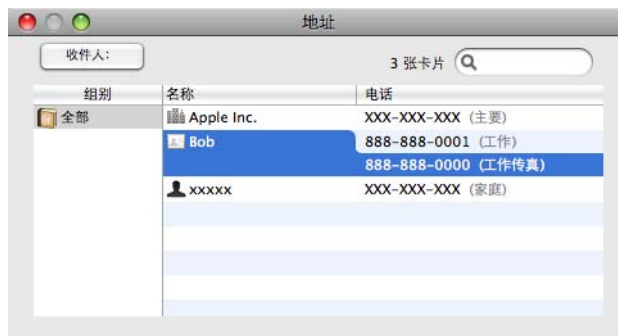 地址
收件人:
3 张卡片
组别 名称 电话
全部 Apple Inc. XXX-XXX-XXX (主要)
Bob 888-888-0001 (工作)
888-888-0000 (工作传真)
xxxxx XXX-XXX-XXX (家庭)